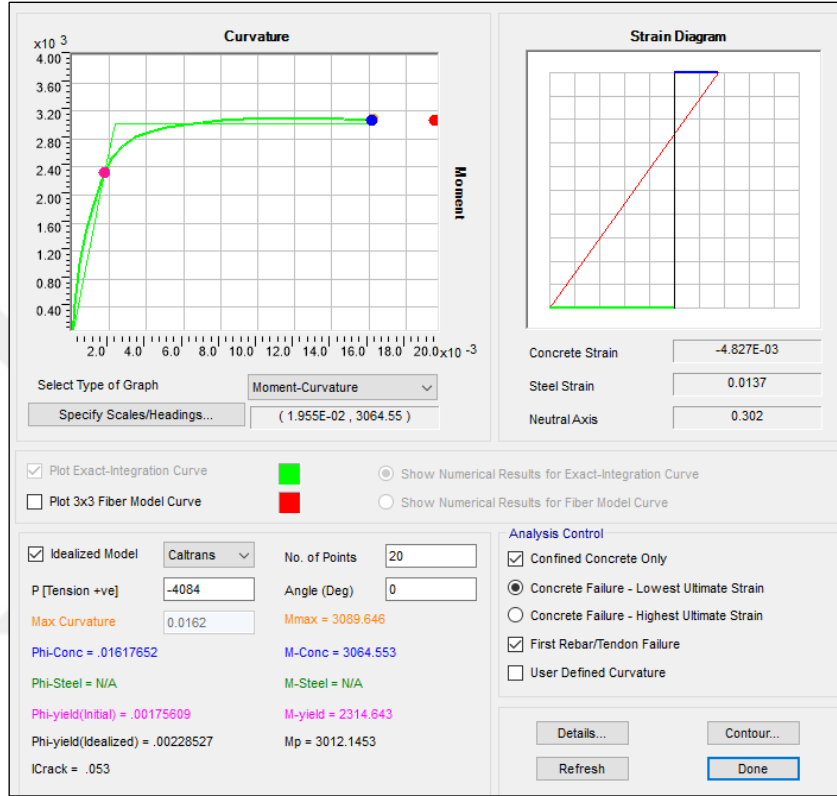 Curvature
x10 3
4.00
3.60
3.20
2.80
2.40
2.00
1.60
1.20
0.80
0.40
Moment
2.0 4.0 6.0 8.0 10.0 12.0 14.0 16.0 18.0 20.0 x10 -3
Select Type of Graph Moment-Curvature
Specify Scales/Headings... ( 1.955E-02 , 3064.55 )
Strain Diagram
Concrete Strain -4.827E-03
Steel Strain 0.0137
Neutral Axis 0.302
Plot Exact-Integration Curve Show Numerical Results for Exact-Integration Curve
Plot 3x3 Fiber Model Curve Show Numerical Results for Fiber Model Curve
Idealized Model Caltrans No. of Points 20
P [Tension +ve] -4084 Angle (Deg) 0
Max Curvature 0.0162 Mmax = 3089.646
Phi-Conc = .01617652 M-Conc = 3064.553
Phi-Steel = N/A M-Steel = N/A
Phi-yield(Initial) = .00175609 M-yield = 2314.643
Phi-yield(Idealized) = .00228527 Mp = 3012.1453
ICrack = .053
Analysis Control
Confined Concrete Only
Concrete Failure - Lowest Ultimate Strain
Concrete Failure - Highest Ultimate Strain
First Rebar/Tendon Failure
User Defined Curvature
Details... Contour...
Refresh Done